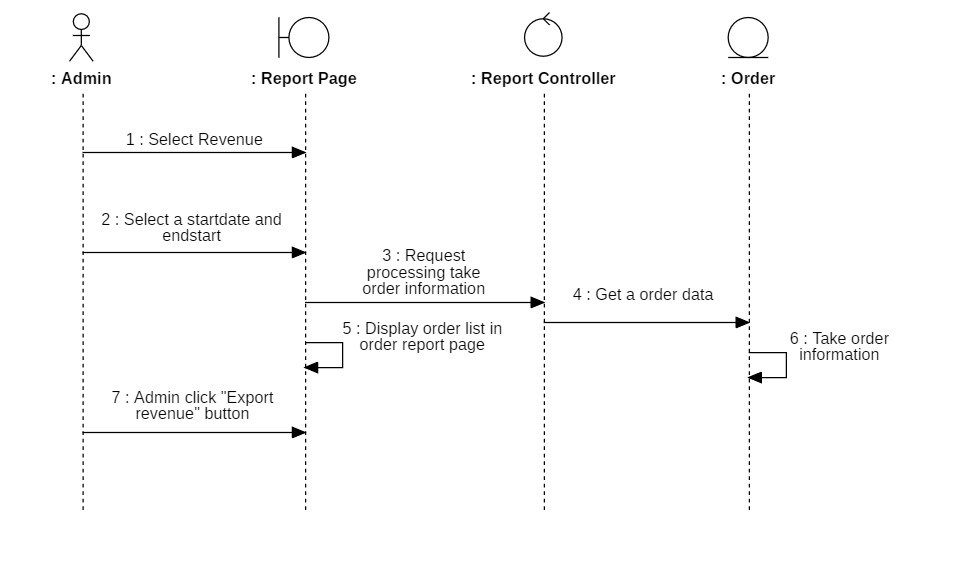 : Admin
: Report Page
: Report Controller
: Order
1 : Select Revenue
2 : Select a startdate and
endstart
3 : Request
processing take
order information
4 : Get a order data
5 : Display order list in
order report page
6 : Take order
information
7 : Admin click "Export
revenue" button